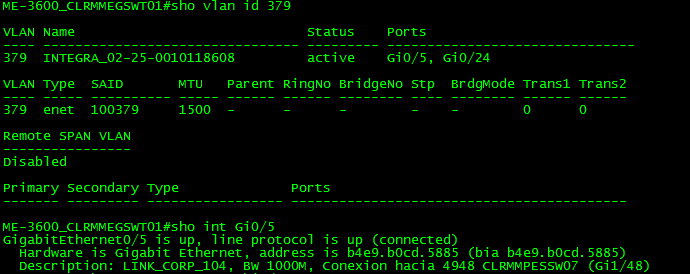 ME-3600_CLRMMEGSWT01#sho vlan id 379
VLAN Name                             Status    Ports
---- -------------------------------- --------- -------------------------------
379  INTEGRA_02-25-0010118608         active    Gi0/5, Gi0/24
VLAN Type  SAID       MTU   Parent RingNo BridgeNo Stp  BrdgMode Trans1 Trans2
---- ----- ---------- ----- ------ ------ -------- ---- -------- ------ ------
379  enet  100379     1500  -      -      -        -    -        0      0
Remote SPAN VLAN
----------------
Disabled
Primary Secondary Type              Ports
------- --------- ----------------- ------------------------------------------
ME-3600_CLRMMEGSWT01#sho int Gi0/5
GigabitEthernet0/5 is up, line protocol is up (connected)
  Hardware is Gigabit Ethernet, address is b4e9.b0cd.5885 (bia b4e9.b0cd.5885)
  Description: LINK_CORP_104, BW 1000M, Conexion hacia 4948 CLRMMPESSW07 (Gi1/48)